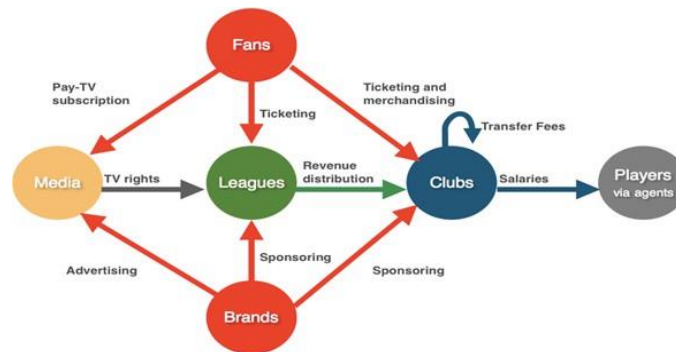 Fans
Pay-TV
subscription
Ticketing and
merchandising
Ticketing
Transfer Fees
Media
TV rights
Leagues
Revenue
distribution
Clubs
Salaries
Players
via agents
Advertising
Sponsoring
Sponsoring
Brands